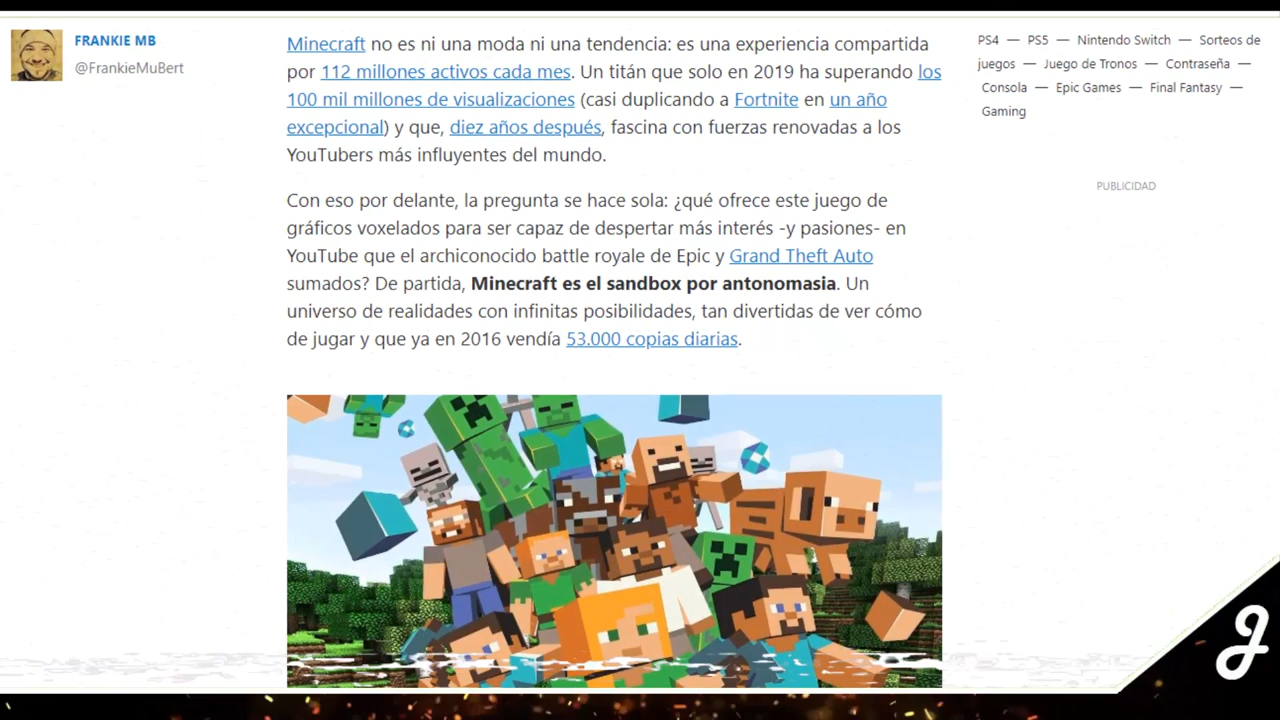 FRANKIE MB
@FrankieMuBert
Minecraft no es ni una moda ni una tendencia: es una experiencia compartida
por 112 millones activos cada mes. Un titán que solo en 2019 ha superando los
100 mil millones de visualizaciones (casi duplicando a Fortnite en un año
excepcional) y que, diez años después, fascina con fuerzas renovadas a los
YouTubers más influyentes del mundo.
Con eso por delante, la pregunta se hace sola: ¿qué ofrece este juego de
gráficos voxelados para ser capaz de despertar más interés -y pasiones- en
YouTube que el archiconocido battle royale de Epic y Grand Theft Auto
sumados? De partida, Minecraft es el sandbox por antonomasia. Un
universo de realidades con infinitas posibilidades, tan divertidas de ver cómo
de jugar y que ya en 2016 vendía 53.000 copias diarias.
PS4 — PS5 — Nintendo Switch — Sorteos de
juegos — Juego de Tronos — Contraseña —
Consola — Epic Games — Final Fantasy —
Gaming
PUBLICIDAD
J